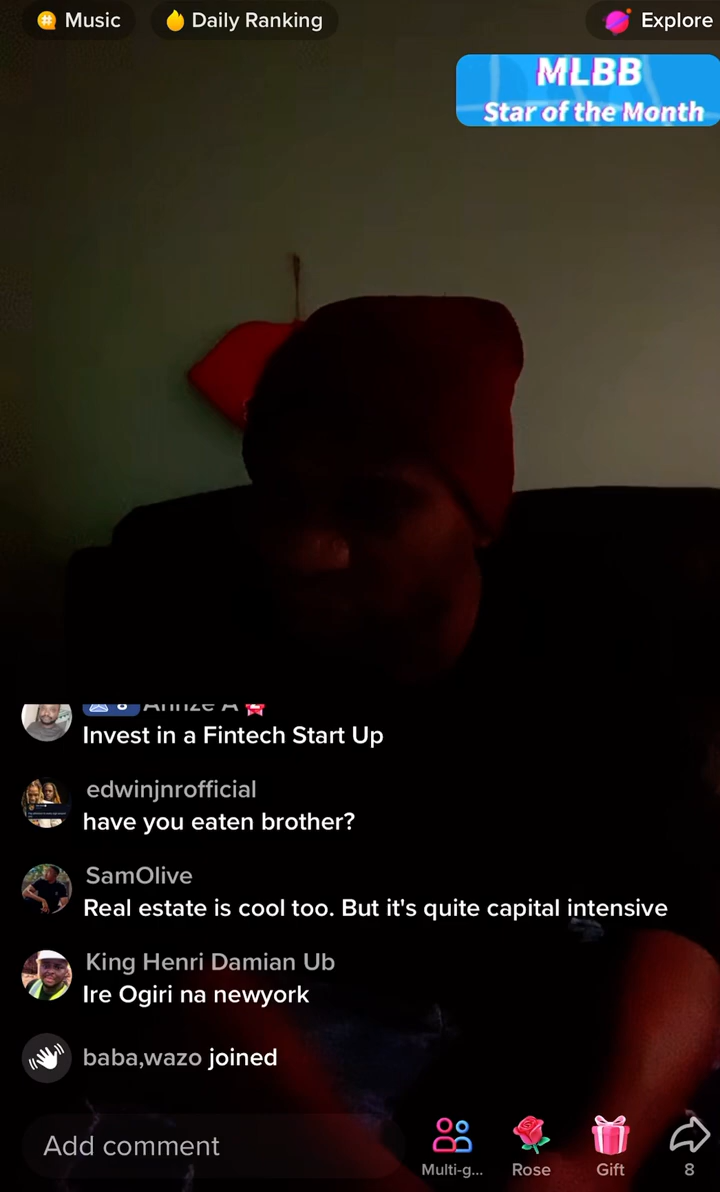 Music
Daily Ranking
Explore
MLBB
Star of the Month
8 Annze A
Invest in a Fintech Start Up
edwinjnrofficial
have you eaten brother?
SamOlive
Real estate is cool too. But it's quite capital intensive
King Henri Damian Ub
Ire Ogiri na newyork
baba,wazo joined
Add comment
Multi-g...
Rose
Gift
8